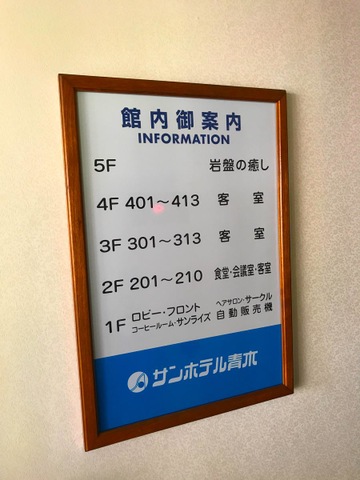 館内御案内
INFORMATION
5F 岩盤の癒し
4F 401～413 客室
3F 301～313 客室
2F 201～210 食堂・会議室・客室
1F ロビー・フロント ヘアサロン・サークル
コーヒールーム・サンライズ 自動販売機
サンホテル青木